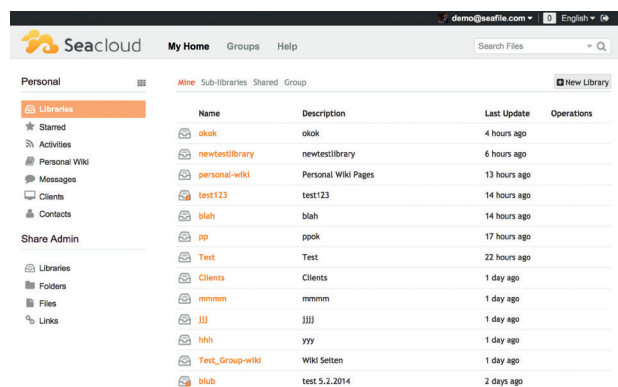 demo@seafile.com 0 English
Seacloud My Home Groups Help Search Files
Personal
Libraries
Starred
Activities
Personal Wiki
Messages
Clients
Contacts
Share Admin
Libraries
Folders
Files
Links
Mine Sub-libraries Shared Group New Library
Name Description Last Update Operations
okok okok 4 hours ago
newtestlibrary newtestlibrary 6 hours ago
personal-wiki Personal Wiki Pages 13 hours ago
test123 test123 14 hours ago
blah blah 14 hours ago
pp ppok 17 hours ago
Test Test 22 hours ago
Clients Clients 1 day ago
mmmm mmmm 1 day ago
jjj jjjj 1 day ago
hhh yyy 1 day ago
Test_Group-wiki Wiki Seiten 1 day ago
blub test 5.2.2014 2 days ago